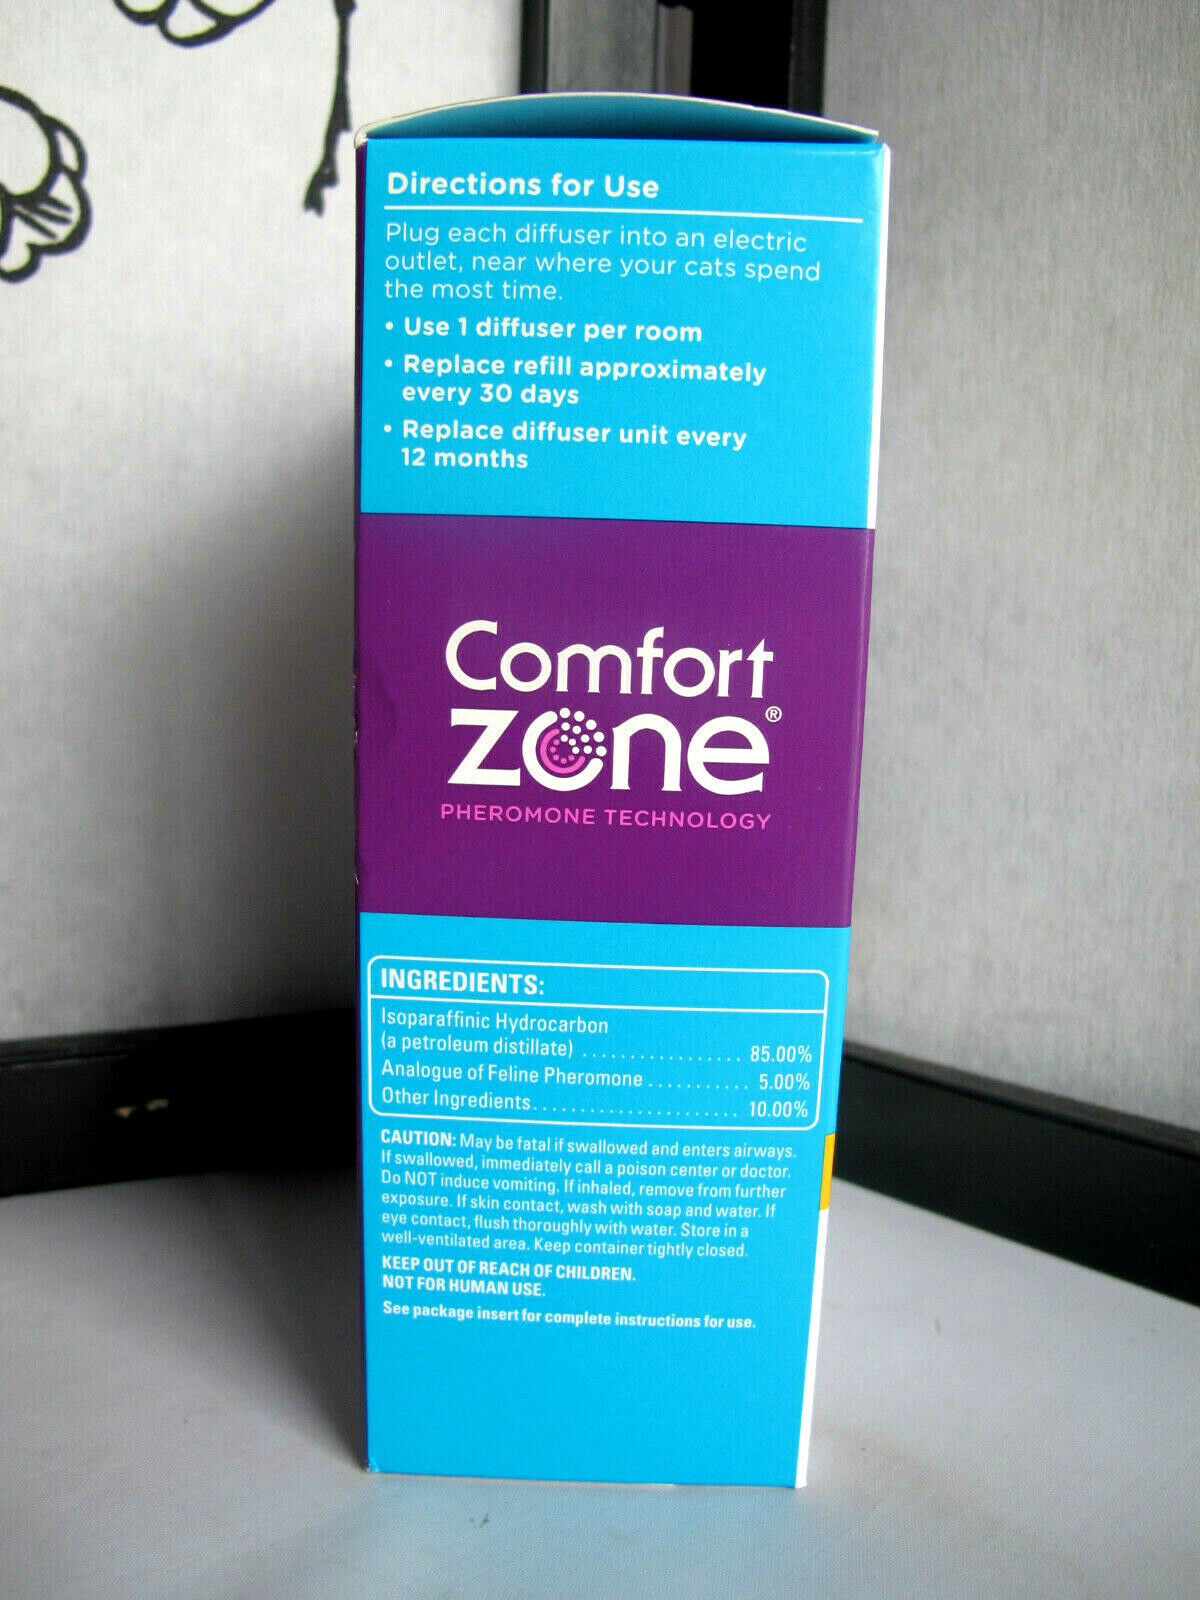 Directions for Use
Plug each diffuser into an electric
outlet, near where your cats spend
the most time.
• Use 1 diffuser per room
• Replace refill approximately
every 30 days
• Replace diffuser unit every
12 months
Comfort
zone®
PHEROMONE TECHNOLOGY
INGREDIENTS:
Isoparaffinic Hydrocarbon
(a petroleum distillate) ................. 85.00%
Analogue of Feline Pheromone ........... 5.00%
Other Ingredients...................... 10.00%
CAUTION: May be fatal if swallowed and enters airways.
If swallowed, immediately call a poison center or doctor.
Do NOT induce vomiting. If inhaled, remove from further
exposure. If skin contact, wash with soap and water. If
eye contact, flush thoroughly with water. Store in a
well-ventilated area. Keep container tightly closed.
KEEP OUT OF REACH OF CHILDREN.
NOT FOR HUMAN USE.
See package insert for complete instructions for use.